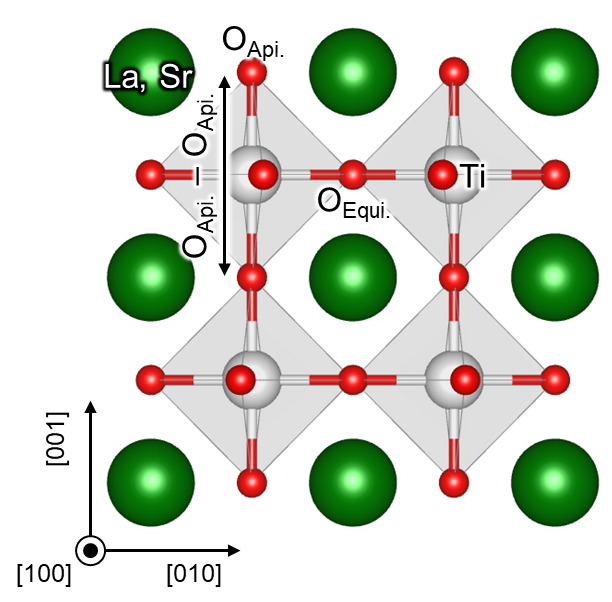 O_Api.
La, Sr
O_Api. – O_Api.
Ti
O_Equi.
[001]
[100]
[010]